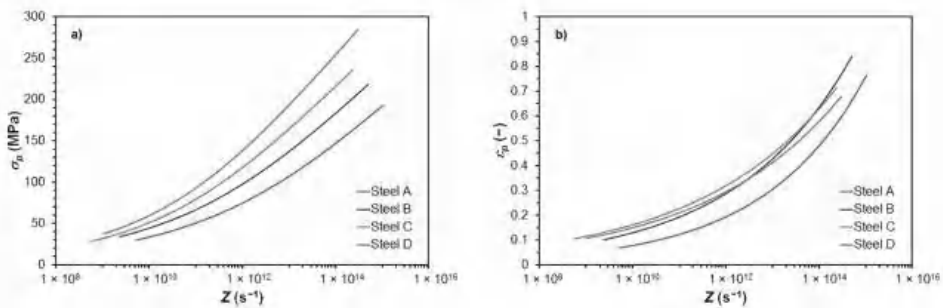 a)
σp (MPa)
300
250
200
150
100
50
0
Steel A
Steel B
Steel C
Steel D
1 × 10⁸
1 × 10¹⁰
1 × 10¹²
1 × 10¹⁴
1 × 10¹⁶
Z (s⁻¹)
b)
εp (−)
1
0.9
0.8
0.7
0.6
0.5
0.4
0.3
0.2
0.1
0
Steel A
Steel B
Steel C
Steel D
1 × 10⁸
1 × 10¹⁰
1 × 10¹²
1 × 10¹⁴
1 × 10¹⁶
Z (s⁻¹)